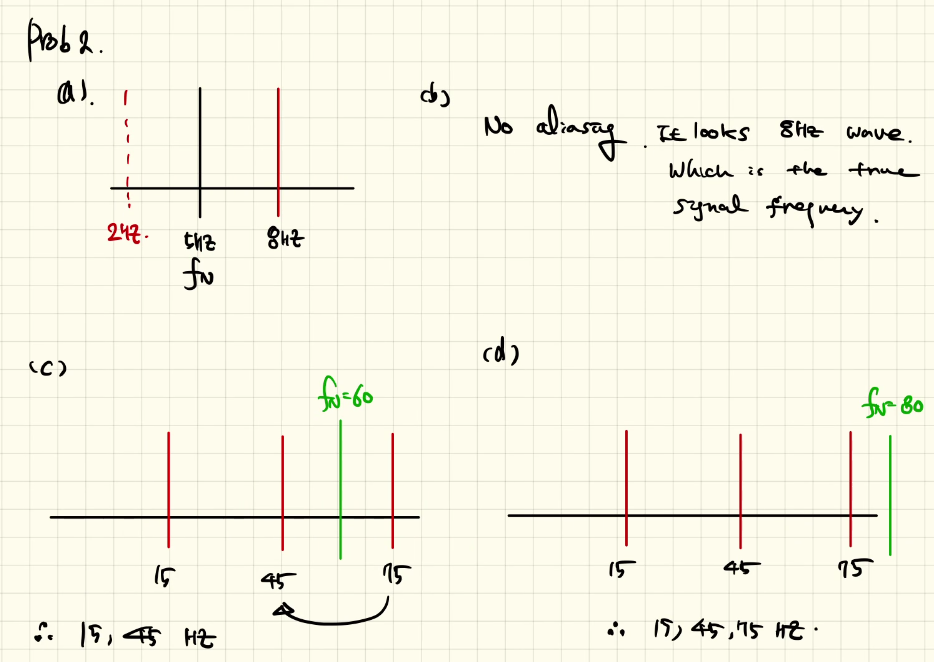 Prob 2.
(a).
2HZ.
5HZ
8HZ
fN
(b)
No aliasing. It looks 8Hz wave.
Which is the true
signal frequency.
(c)
fN=60
15
45
75
∴ 15, 45 HZ
(d)
fN=80
15
45
75
∴ 15, 45, 75 HZ.